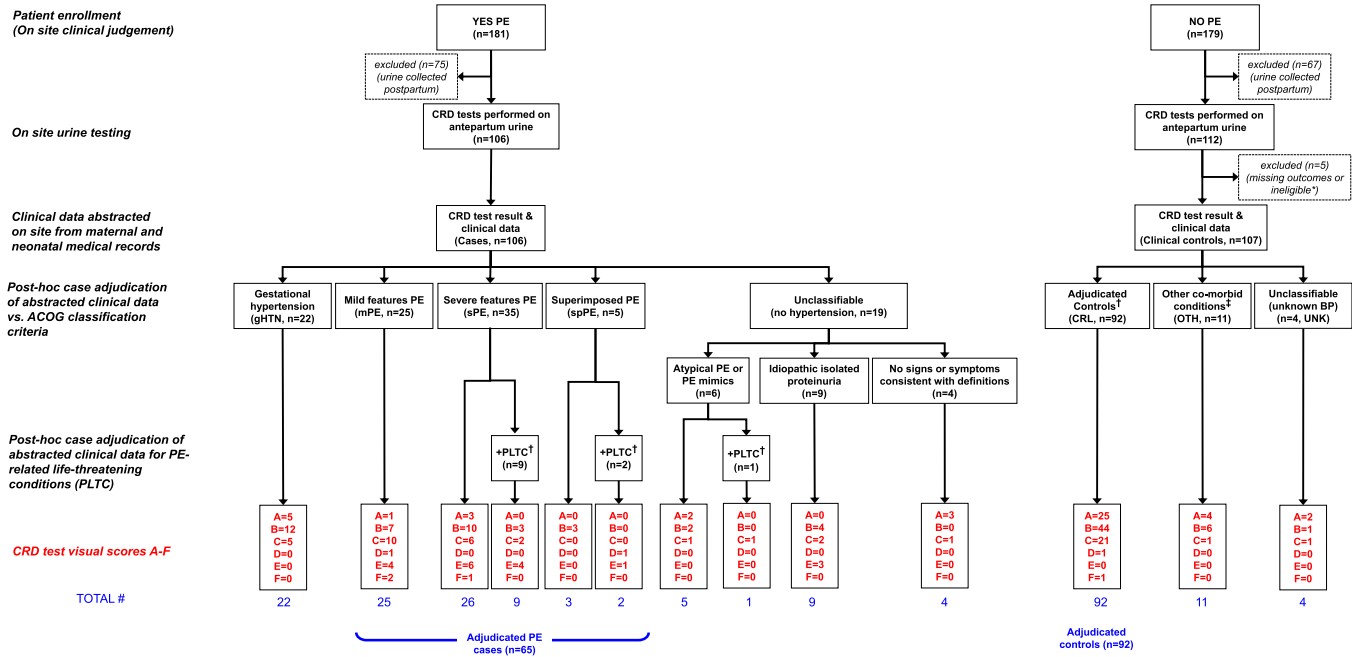 Patient enrollment
(On site clinical judgement)
YES PE
(n=181)
NO PE
(n=179)
excluded (n=75)
(urine collected
postpartum)
excluded (n=67)
(urine collected
postpartum)
On site urine testing
CRD tests performed on
antepartum urine
(n=106)
CRD tests performed on
antepartum urine
(n=112)
excluded (n=5)
(missing outcomes or
ineligible*)
Clinical data abstracted
on site from maternal and
neonatal medical records
CRD test result &
clinical data
(Cases, n=106)
CRD test result &
clinical data
(Clinical controls, n=107)
Post-hoc case adjudication
of abstracted clinical data
vs. ACOG classification
criteria
Gestational
hypertension
(gHTN, n=22)
Mild features PE
(mPE, n=25)
Severe features PE
(sPE, n=35)
Superimposed PE
(spPE, n=5)
Unclassifiable
(no hypertension, n=19)
Adjudicated
Controls†
(CRL, n=92)
Other co-morbid
conditions‡
(OTH, n=11)
Unclassifiable
(unknown BP)
(n=4, UNK)
Atypical PE or
PE mimics
(n=6)
Idiopathic isolated
proteinuria
(n=9)
No signs or symptoms
consistent with definitions
(n=4)
Post-hoc case adjudication of
abstracted clinical data for PE-
related life-threatening
conditions (PLTC)
+PLTC†
(n=9)
+PLTC†
(n=2)
+PLTC†
(n=1)
CRD test visual scores A-F
A=5
B=12
C=5
D=0
E=0
F=0
A=1
B=7
C=10
D=1
E=4
F=2
A=3
B=10
C=6
D=0
E=6
F=1
A=0
B=3
C=2
D=0
E=4
F=0
A=0
B=3
C=0
D=0
E=0
F=0
A=0
B=0
C=0
D=1
E=1
F=0
A=2
B=2
C=1
D=0
E=0
F=0
A=0
B=0
C=1
D=0
E=0
F=0
A=0
B=4
C=2
D=0
E=3
F=0
A=3
B=0
C=1
D=0
E=0
F=0
A=25
B=44
C=21
D=1
E=0
F=1
A=4
B=6
C=1
D=0
E=0
F=0
A=2
B=1
C=1
D=0
E=0
F=0
TOTAL #
22
25
26
9
3
2
5
1
9
4
92
11
4
Adjudicated PE
cases (n=65)
Adjudicated
controls (n=92)